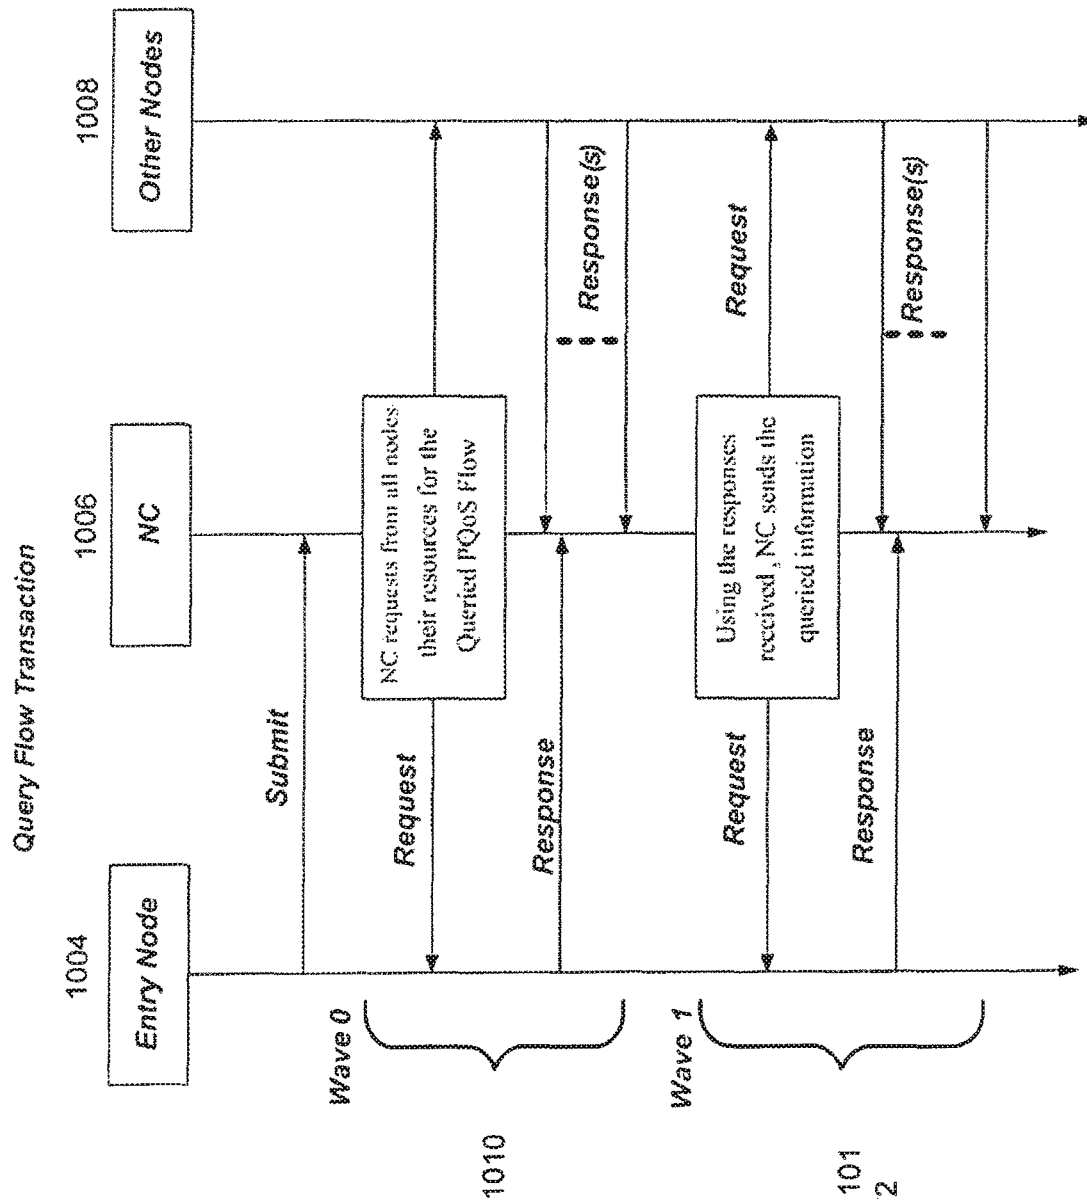 Query Flow Transaction
1004
1006
1008
Entry Node
NC
Other Nodes
Submit
Wave 0
1010
NC requests from all nodes
their resources for the
Queried PQoS Flow
Request
Response
Response(s)
Wave 1
101
2
Using the responses
received, NC sends the
queried information
Request
Request
Response
Response(s)